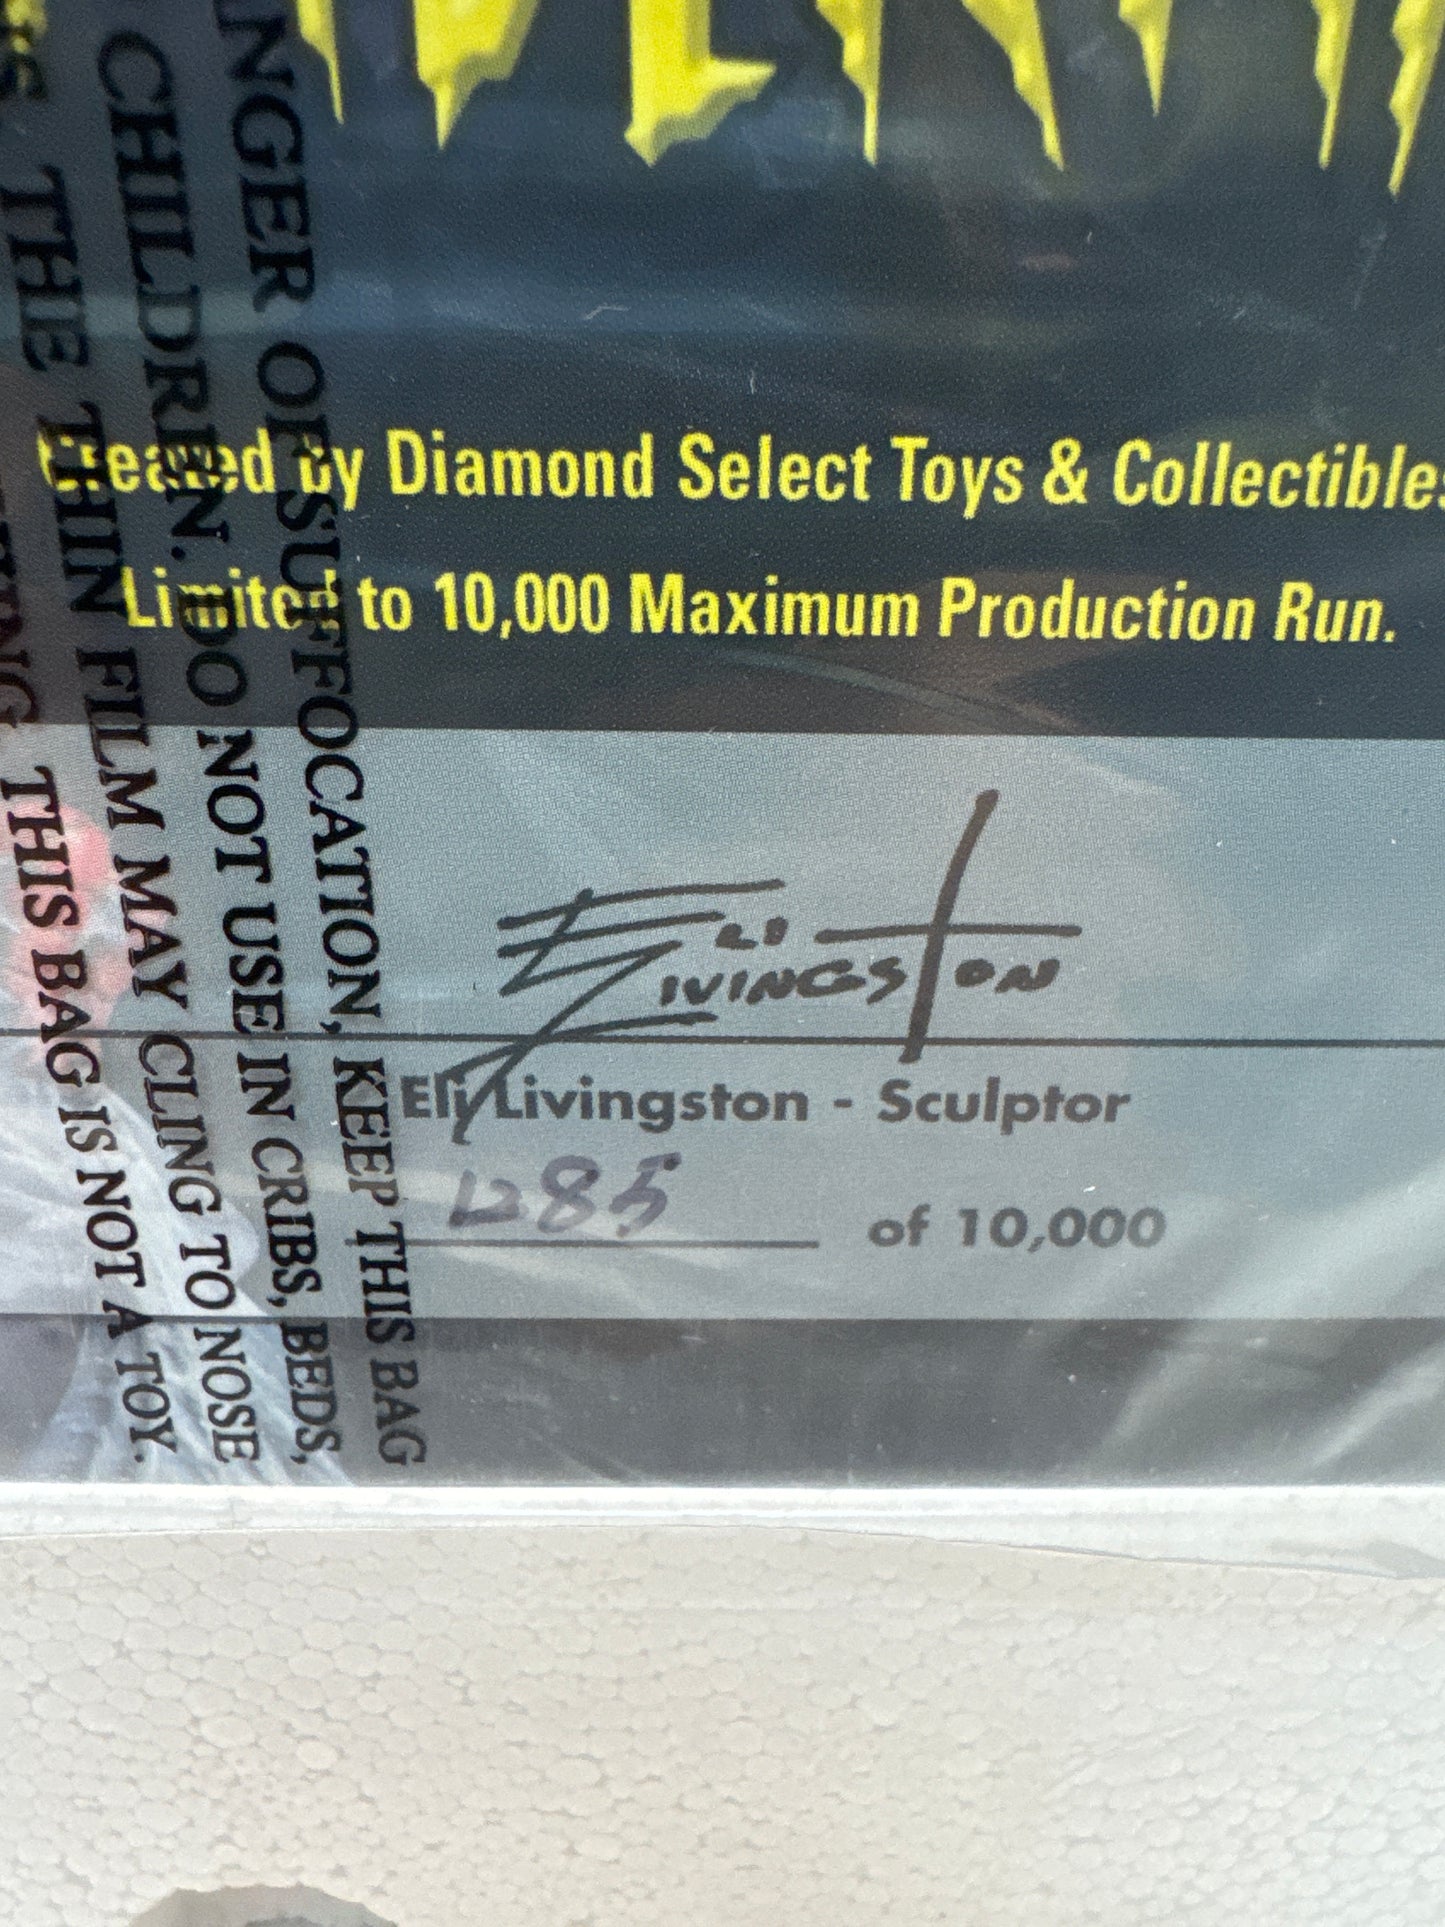 Created by Diamond Select Toys & Collectibles
Limited to 10,000 Maximum Production Run.
ELI
LIVINGSTON
Eli Livingston - Sculptor
1285 of 10,000
OF SUFFOCATION, KEEP THIS BAG
CHILDREN. DO NOT USE IN CRIBS, BEDS,
THE THIN FILM MAY CLING TO NOSE
THIS BAG IS NOT A TOY.